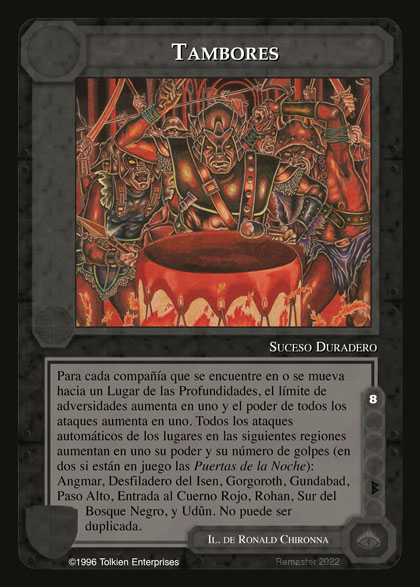 TAMBORES
SUCESO DURADERO
Para cada compañía que se encuentre en o se mueva
hacia un Lugar de las Profundidades, el límite de
adversidades aumenta en uno y el poder de todos los
ataques aumenta en uno. Todos los ataques
automáticos de los lugares en las siguientes regiones
aumentan en uno su poder y su número de golpes (en
dos si están en juego las Puertas de la Noche):
Angmar, Desfiladero del Isen, Gorgoroth, Gundabad,
Paso Alto, Entrada al Cuerno Rojo, Rohan, Sur del
Bosque Negro, y Udûn. No puede ser
duplicada.
8
IL. DE RONALD CHIRONNA
©1996 Tolkien Enterprises
Remaster 2022